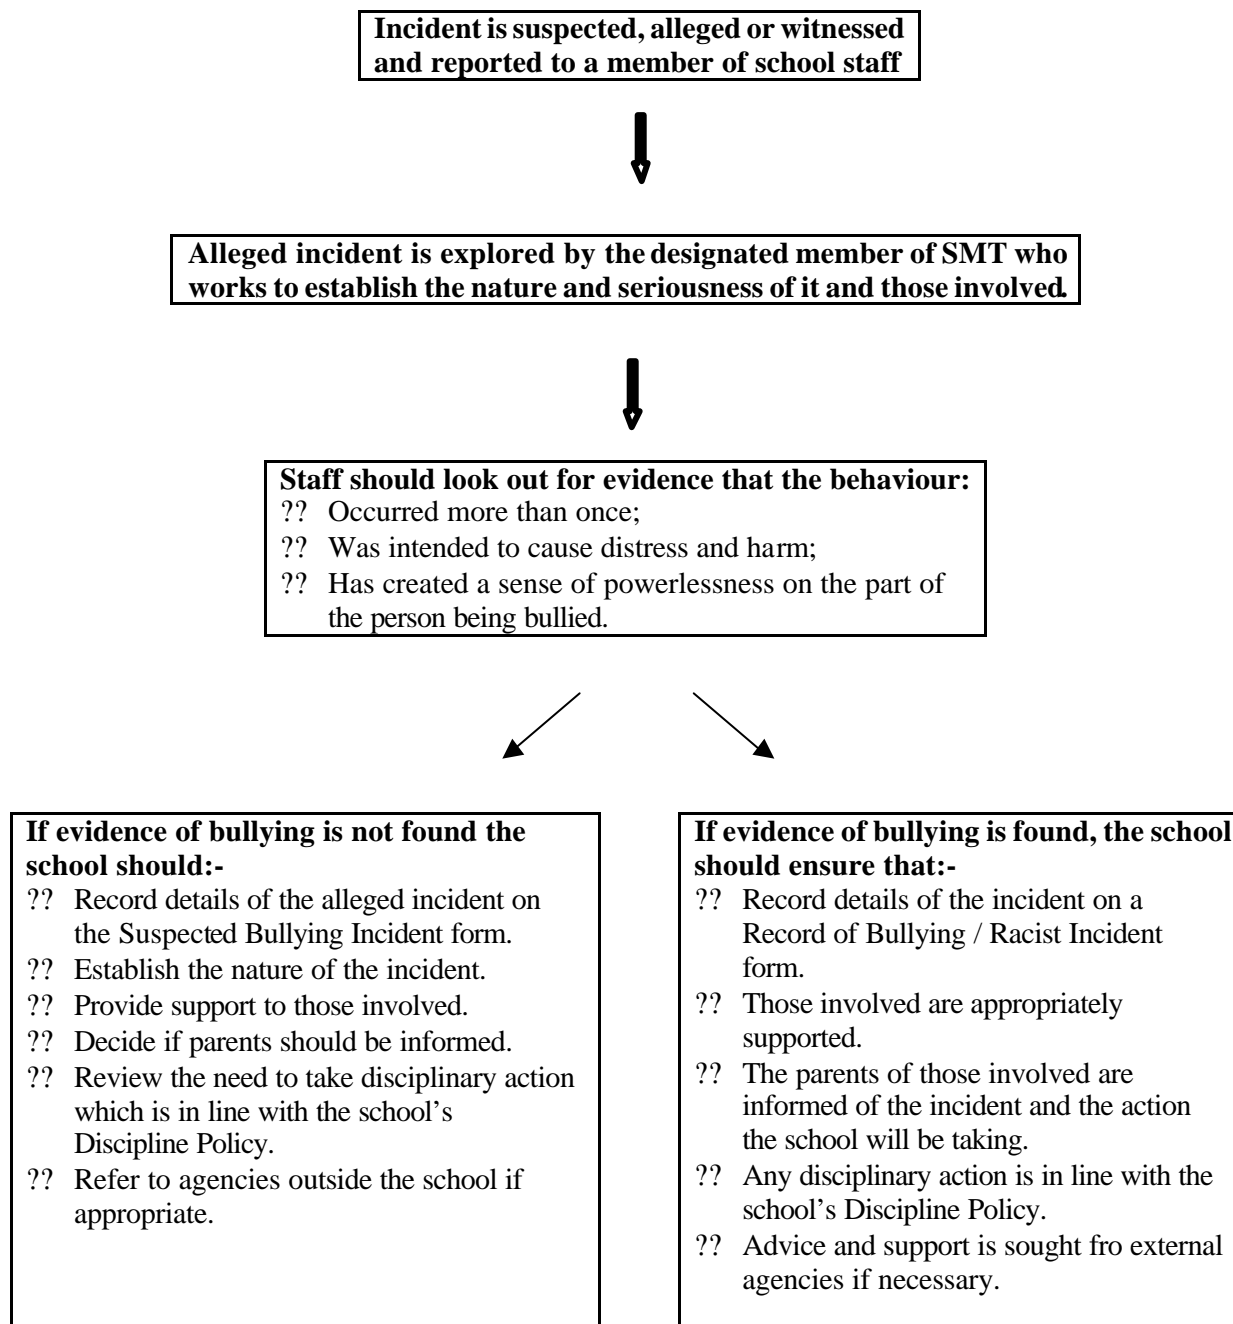 Incident is suspected, alleged or witnessed
and reported to a member of school staff
Alleged incident is explored by the designated member of SMT who
works to establish the nature and seriousness of it and those involved.
Staff should look out for evidence that the behaviour:
?? Occurred more than once;
?? Was intended to cause distress and harm;
?? Has created a sense of powerlessness on the part of
the person being bullied.
If evidence of bullying is not found the
school should:-
?? Record details of the alleged incident on
the Suspected Bullying Incident form.
?? Establish the nature of the incident.
?? Provide support to those involved.
?? Decide if parents should be informed.
?? Review the need to take disciplinary action
which is in line with the school’s
Discipline Policy.
?? Refer to agencies outside the school if
appropriate.
If evidence of bullying is found, the school
should ensure that:-
?? Record details of the incident on a
Record of Bullying / Racist Incident
form.
?? Those involved are appropriately
supported.
?? The parents of those involved are
informed of the incident and the action
the school will be taking.
?? Any disciplinary action is in line with the
school’s Discipline Policy.
?? Advice and support is sought fro external
agencies if necessary.